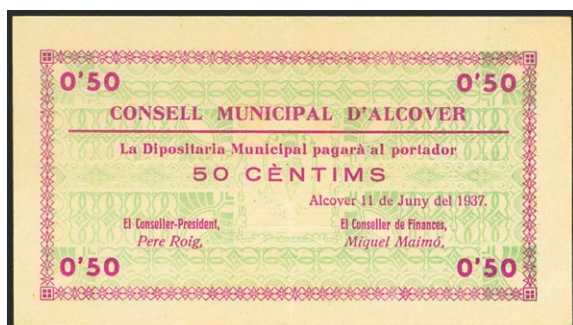 0'50 0'50
CONSELL MUNICIPAL D'ALCOVER
La Dipositaria Municipal pagarà al portador
50 CÈNTIMS
Alcover 11 de Juny del 1937.
El Conseller-President, El Conseller de Finances,
Pere Roig, Miquel Maimó,
0'50 0'50